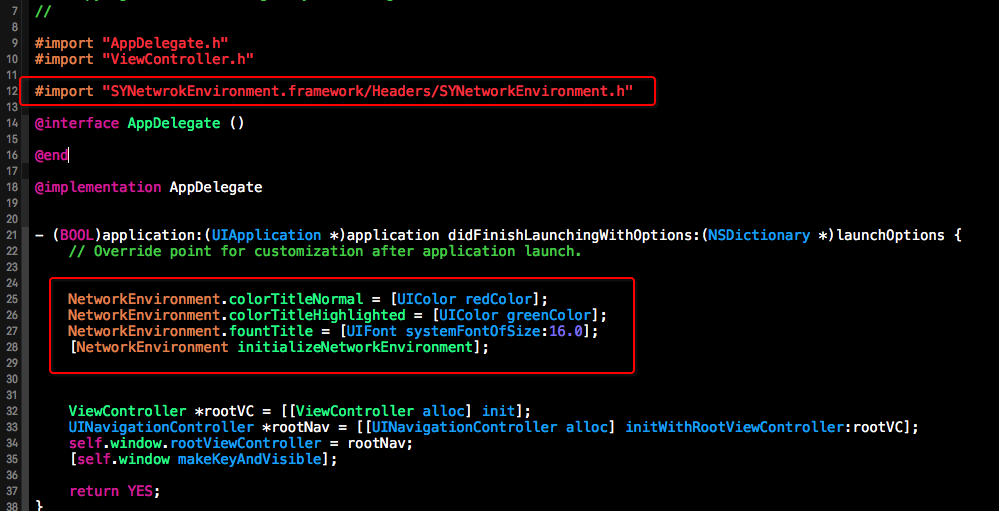 7 //
8
9 #import "AppDelegate.h"
10 #import "ViewController.h"
11
12 #import "SYNetwrokEnvironment.framework/Headers/SYNetworkEnvironment.h"
13
14 @interface AppDelegate ()
15
16 @end
17
18 @implementation AppDelegate
19
20
21 - (BOOL)application:(UIApplication *)application didFinishLaunchingWithOptions:(NSDictionary *)launchOptions {
22 // Override point for customization after application launch.
23
24
25 NetworkEnvironment.colorTitleNormal = [UIColor redColor];
26 NetworkEnvironment.colorTitleHighlighted = [UIColor greenColor];
27 NetworkEnvironment.fountTitle = [UIFont systemFontOfSize:16.0];
28 [NetworkEnvironment initializeNetworkEnvironment];
29
30
31
32 ViewController *rootVC = [[ViewController alloc] init];
33 UINavigationController *rootNav = [[UINavigationController alloc] initWithRootViewController:rootVC];
34 self.window.rootViewController = rootNav;
35 [self.window makeKeyAndVisible];
36
37 return YES;
38 }